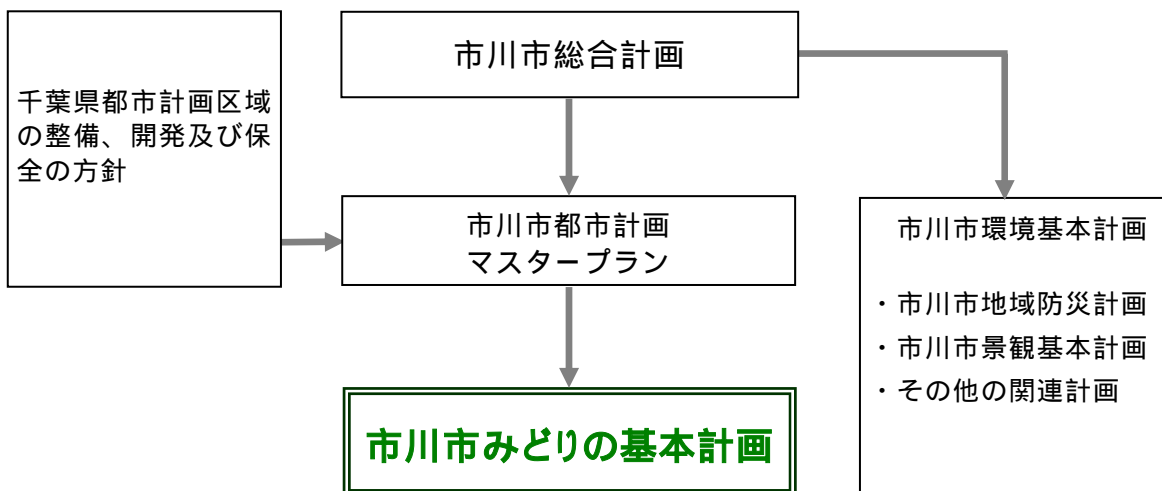 市川市総合計画
千葉県都市計画区域
の整備、開発及び保
全の方針
市川市都市計画
マスタープラン
市川市環境基本計画
・市川市地域防災計画
・市川市景観基本計画
・その他の関連計画
市川市みどりの基本計画